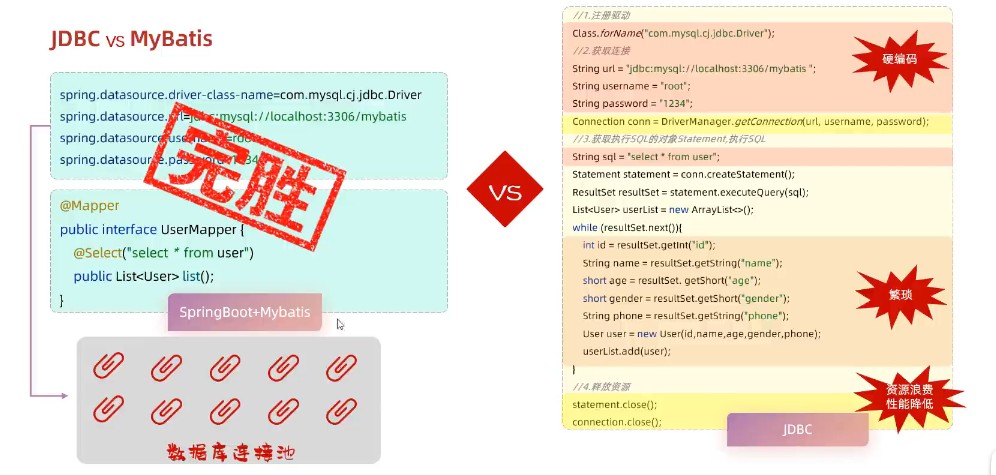 JDBC VS MyBatis
spring.datasource.driver-class-name=com.mysql.cj.jdbc.Driver
spring.datasource.url=jdbc:mysql://localhost:3306/mybatis
spring.datasource.username=root
spring.datasource.password=1234
完胜
@Mapper
public interface UserMapper {
@Select("select * from user")
public List<User> list();
}
SpringBoot+Mybatis
数据库连接池
VS
//1.注册驱动
Class.forName("com.mysql.cj.jdbc.Driver");
//2.获取连接
String url = "jdbc:mysql://localhost:3306/mybatis ";
String username = "root";
String password = "1234";
Connection conn = DriverManager.getConnection(url, username, password);
//3.获取执行SQL的对象Statement,执行SQL
String sql = "select * from user";
Statement statement = conn.createStatement();
ResultSet resultSet = statement.executeQuery(sql);
List<User> userList = new ArrayList<>();
while (resultSet.next()){
int id = resultSet.getInt("id");
String name = resultSet.getString("name");
short age = resultSet. getShort("age");
short gender = resultSet.getShort("gender");
String phone = resultSet.getString("phone");
User user = new User(id,name,age,gender,phone);
userList.add(user);
}
//4.释放资源
statement.close();
connection.close();
硬编码
繁琐
资源浪费
性能降低
JDBC